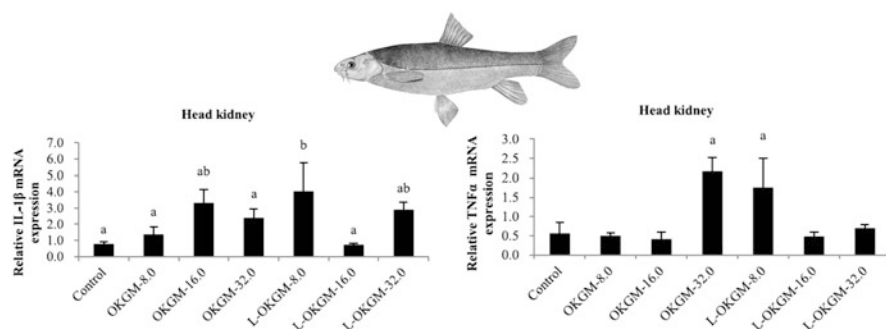 Head kidney
Relative IL-1β mRNA
expression
7.0
6.0
5.0
4.0
3.0
2.0
1.0
0.0
a
a
ab
a
b
a
ab
Control
OKGM-8.0
OKGM-16.0
OKGM-32.0
L-OKGM-8.0
L-OKGM-16.0
L-OKGM-32.0
Head kidney
Relative TNFα mRNA
expression
3.0
2.5
2.0
1.5
1.0
0.5
0.0
a
a
Control
OKGM-8.0
OKGM-16.0
OKGM-32.0
L-OKGM-8.0
L-OKGM-16.0
L-OKGM-32.0